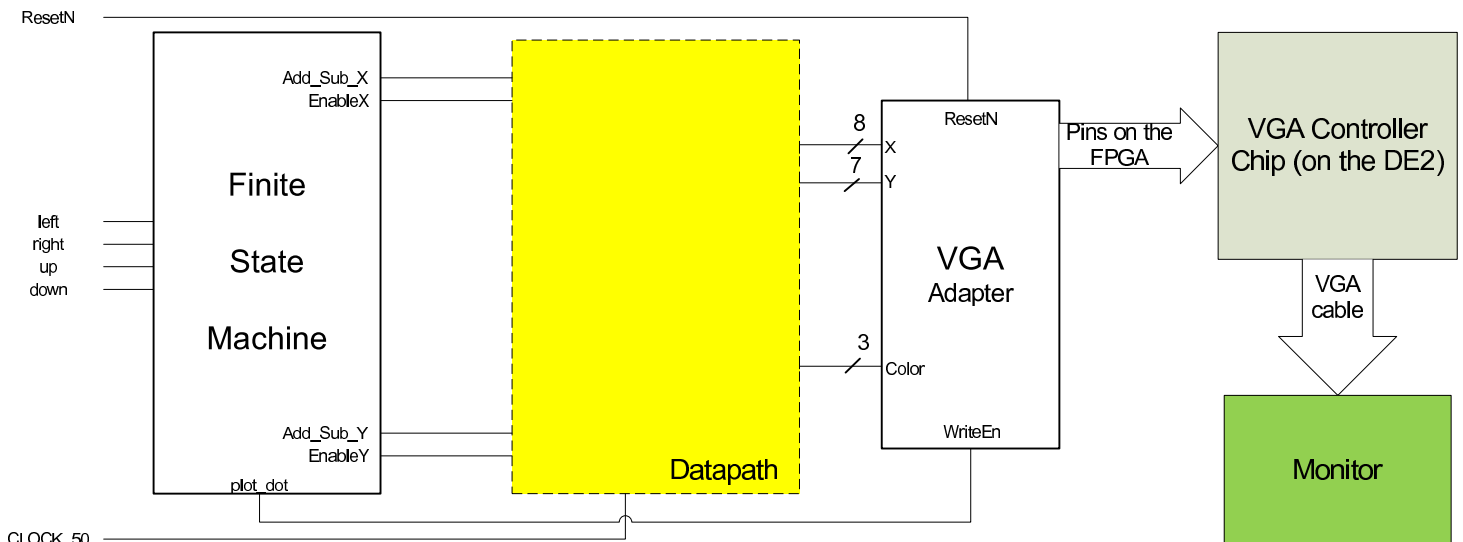 ResetN
Add_Sub_X
EnableX
Finite
State
Machine
left
right
up
down
Add_Sub_Y
EnableY
plot_dot
CLOCK_50
Datapath
8
7
3
ResetN
X
Y
VGA
Adapter
Color
WriteEn
Pins on the
FPGA
VGA Controller
Chip (on the DE2)
VGA
cable
Monitor